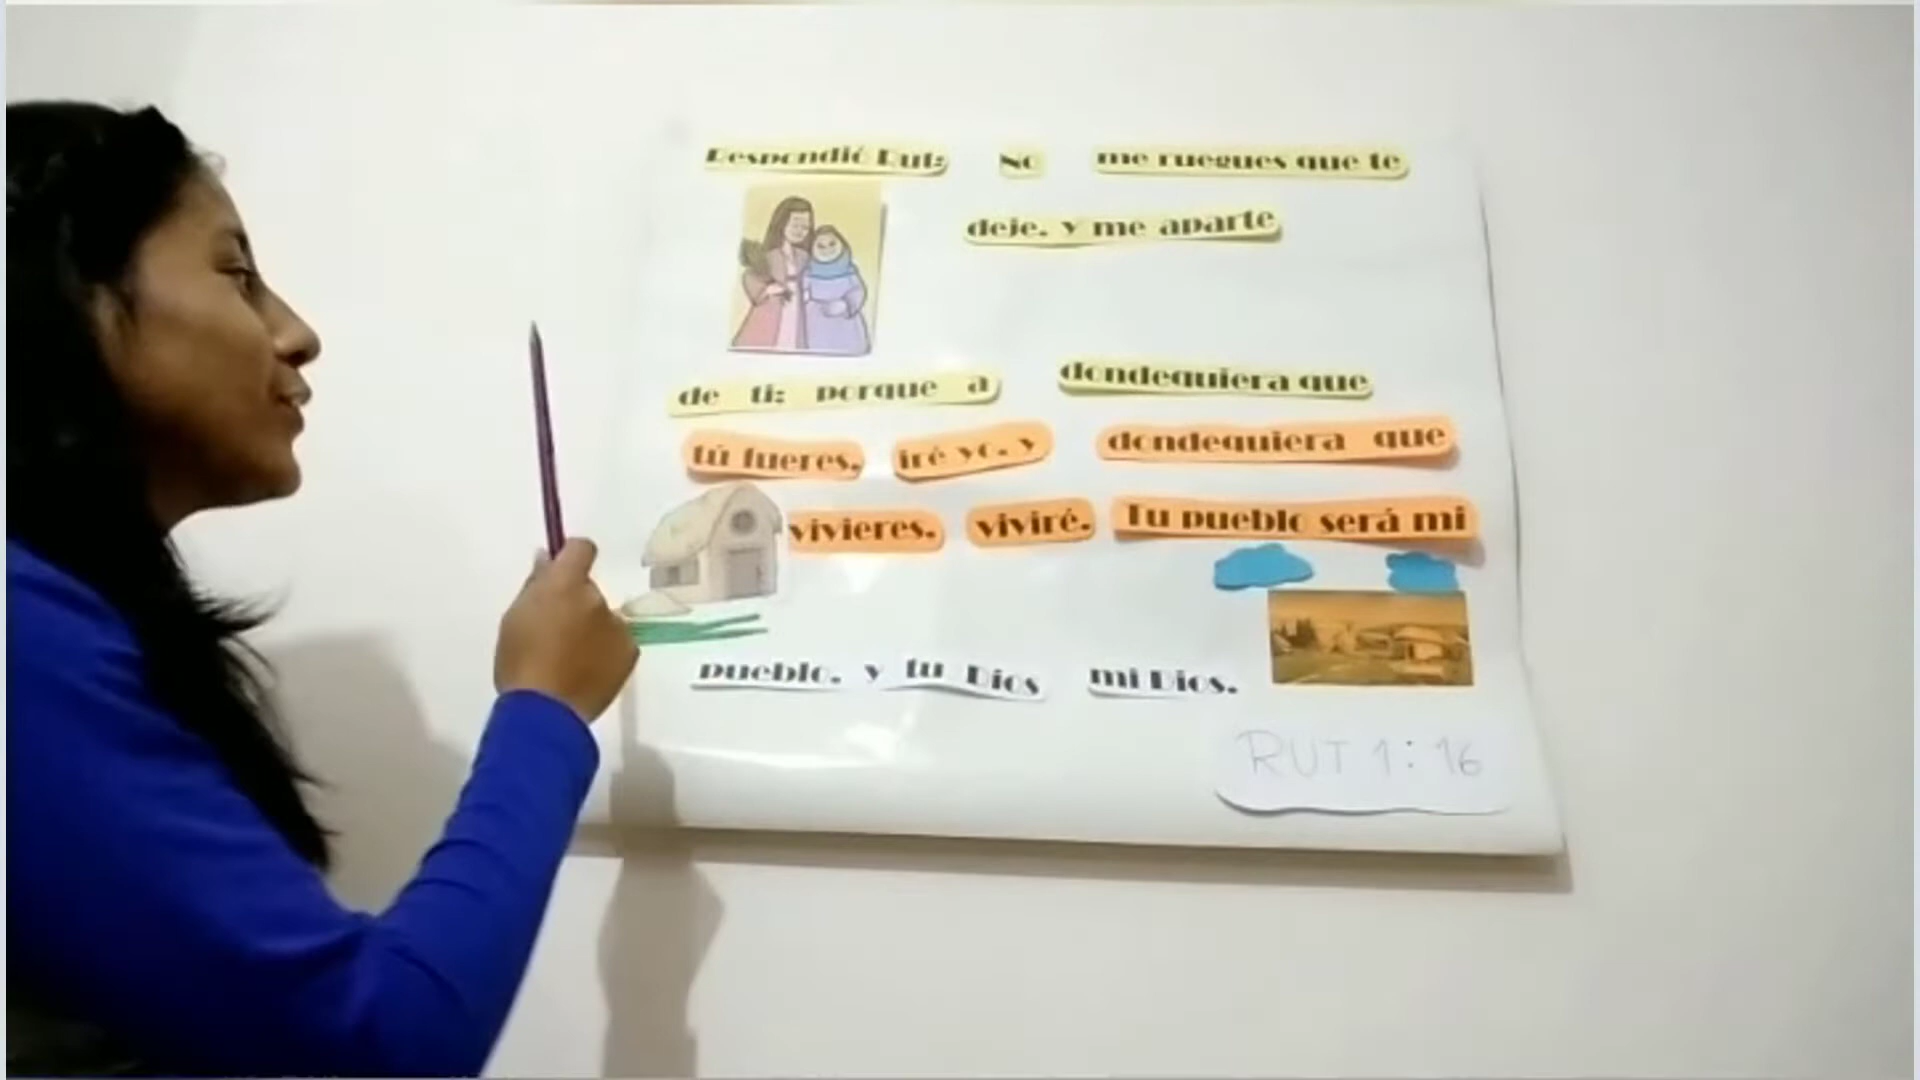 Respondió Rut: No me ruegues que te
deje, y me aparte
de ti; porque a dondequiera que
tú fueres, iré yo, y dondequiera que
vivieres, viviré. Tu pueblo será mi
pueblo, y tu Dios mi Dios.
RUT 1:16